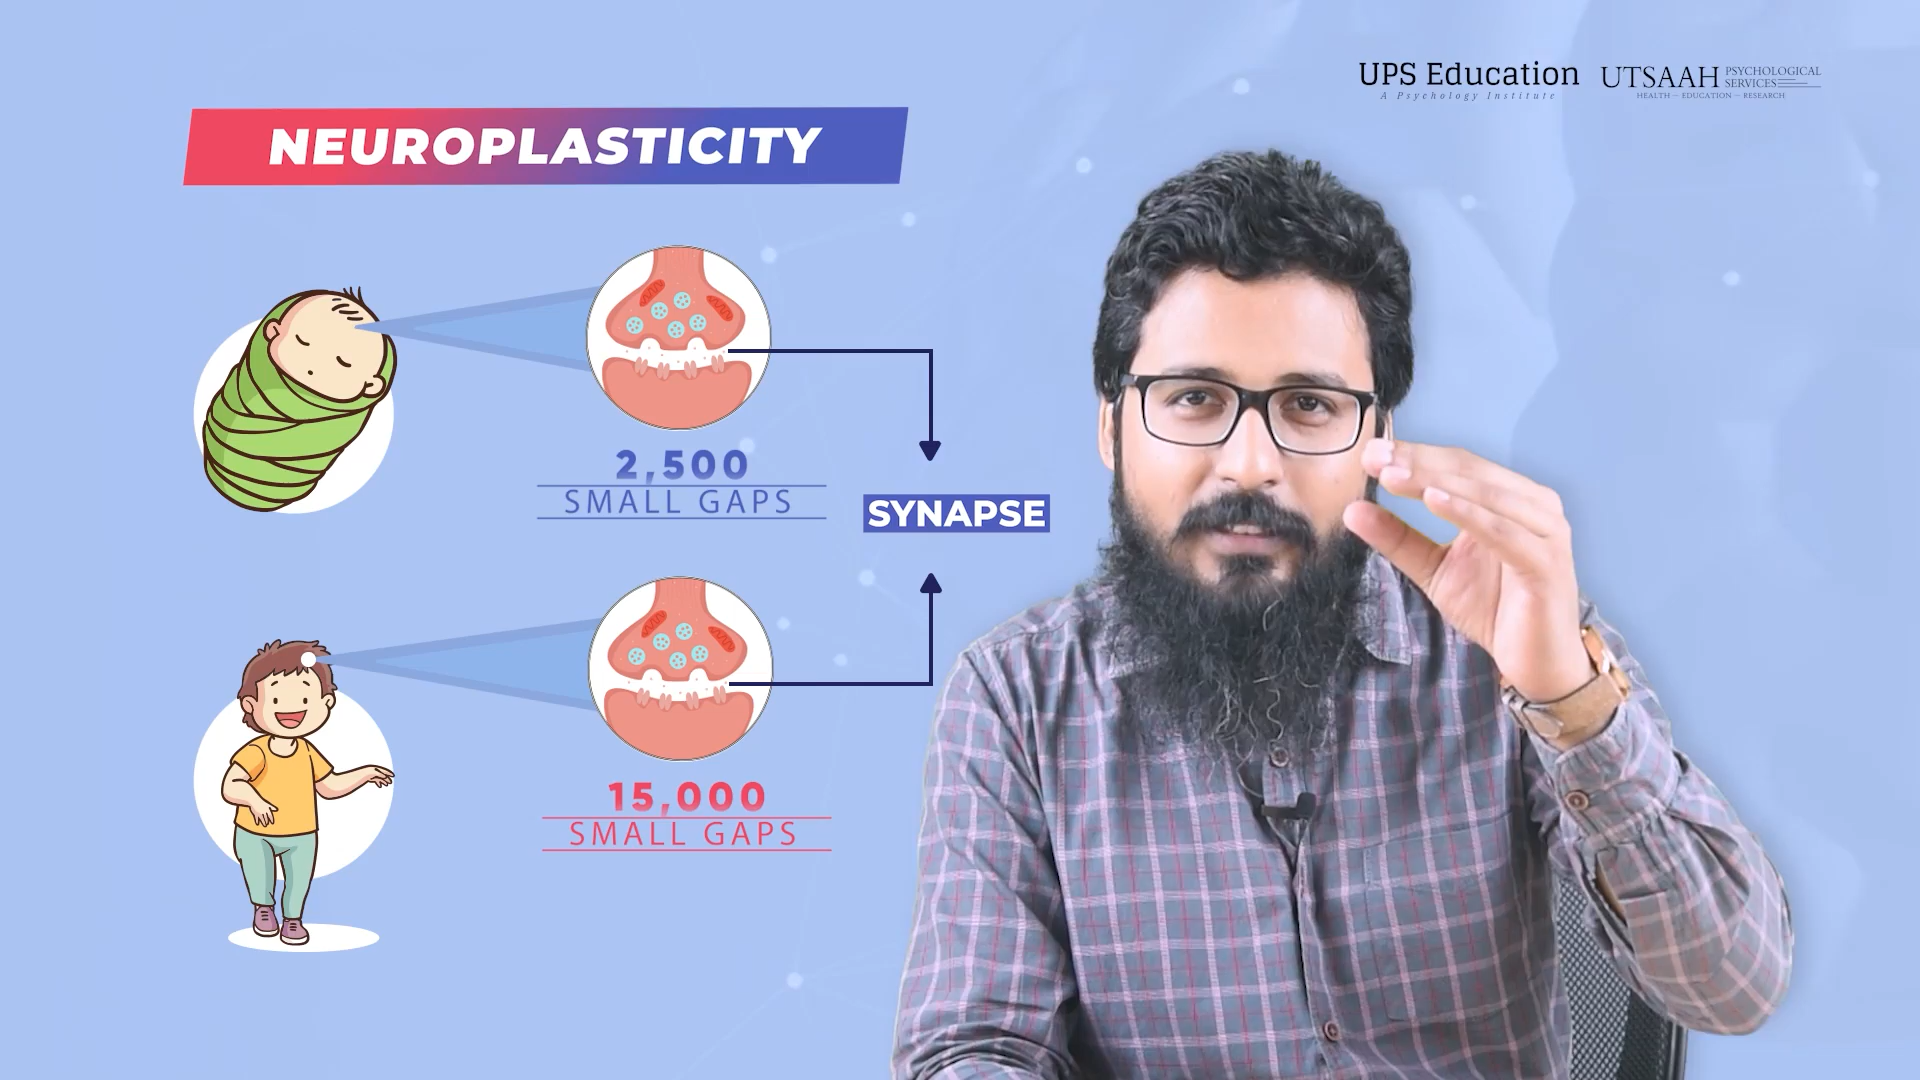 UPS Education
A Psychology Institute
UTSAAH PSYCHOLOGICAL SERVICES
HEALTH — EDUCATION — RESEARCH
NEUROPLASTICITY
2,500
SMALL GAPS
SYNAPSE
15,000
SMALL GAPS